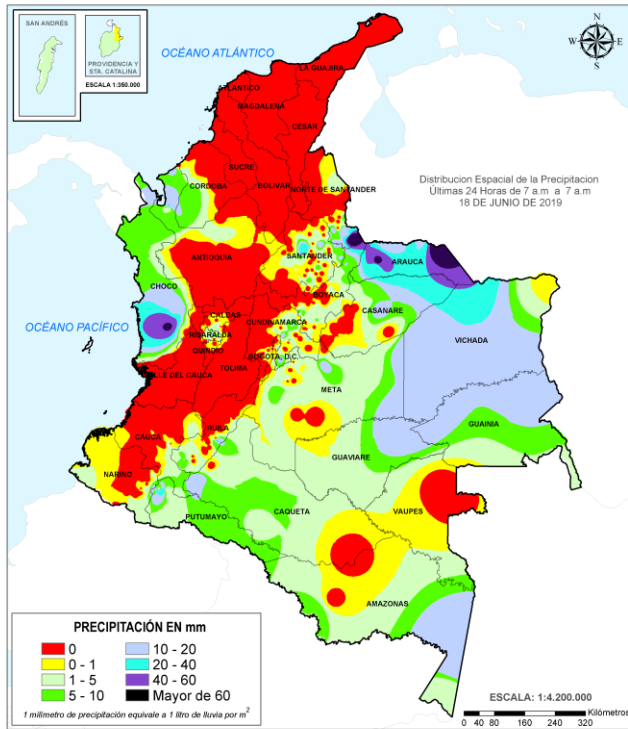 SAN ANDRÉS
PROVIDENCIA Y
STA. CATALINA
ESCALA 1:350.000
OCÉANO ATLÁNTICO
N
W E
S
LA GUAJIRA
ATLANTICO
MAGDALENA
CESAR
Distribucion Espacial de la Precipitacion
Últimas 24 Horas de 7 a.m a 7 a.m
18 DE JUNIO DE 2019
SUCRE
CORDOBA
BOLIVAR
NORTE DE SANTANDER
ANTIOQUIA
SANTANDER
ARAUCA
CHOCO
BOYACA
CASANARE
OCÉANO PACÍFICO
CALDAS
CUNDINAMARCA
RISARALDA
VICHADA
QUINDIO
BOGOTA, D.C.
TOLIMA
VALLE DEL CAUCA
META
GUAINIA
HUILA
CAUCA
GUAVIARE
NARIÑO
CAQUETA
VAUPES
PUTUMAYO
AMAZONAS
PRECIPITACIÓN EN mm
0 10 - 20
0 - 1 20 - 40
1 - 5 40 - 60
5 - 10 Mayor de 60
1 milimetro de precipitación equivale a 1 litro de lluvia por m2
ESCALA: 1:4.200.000
0 40 80 160 240 320 Kilómetros